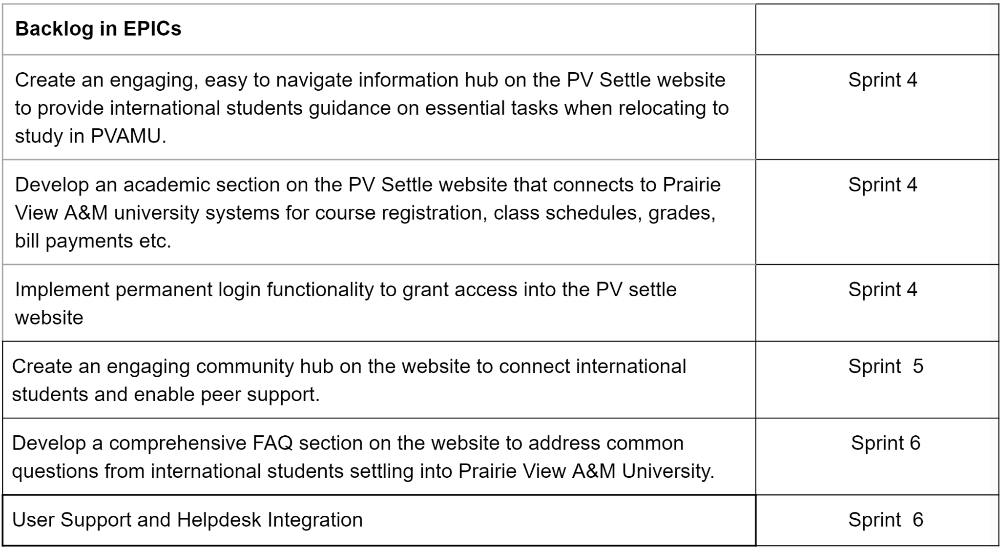 Backlog in EPICs
Create an engaging, easy to navigate information hub on the PV Settle website
to provide international students guidance on essential tasks when relocating to
study in PVAMU.
Sprint 4
Develop an academic section on the PV Settle website that connects to Prairie
View A&M university systems for course registration, class schedules, grades,
bill payments etc.
Sprint 4
Implement permanent login functionality to grant access into the PV settle
website
Sprint 4
Create an engaging community hub on the website to connect international
students and enable peer support.
Sprint  5
Develop a comprehensive FAQ section on the website to address common
questions from international students settling into Prairie View A&M University.
Sprint 6
User Support and Helpdesk Integration
Sprint  6